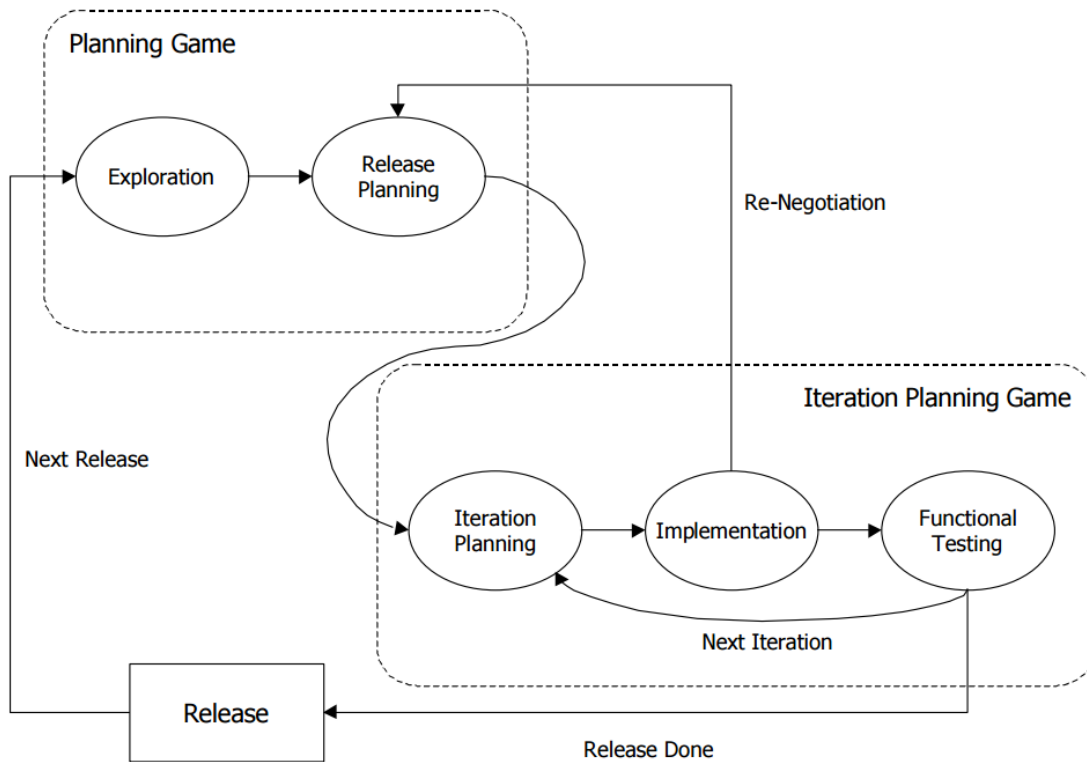 Planning Game
Exploration
Release
Planning
Re-Negotiation
Iteration Planning Game
Next Release
Iteration
Planning
Implementation
Functional
Testing
Next Iteration
Release
Release Done